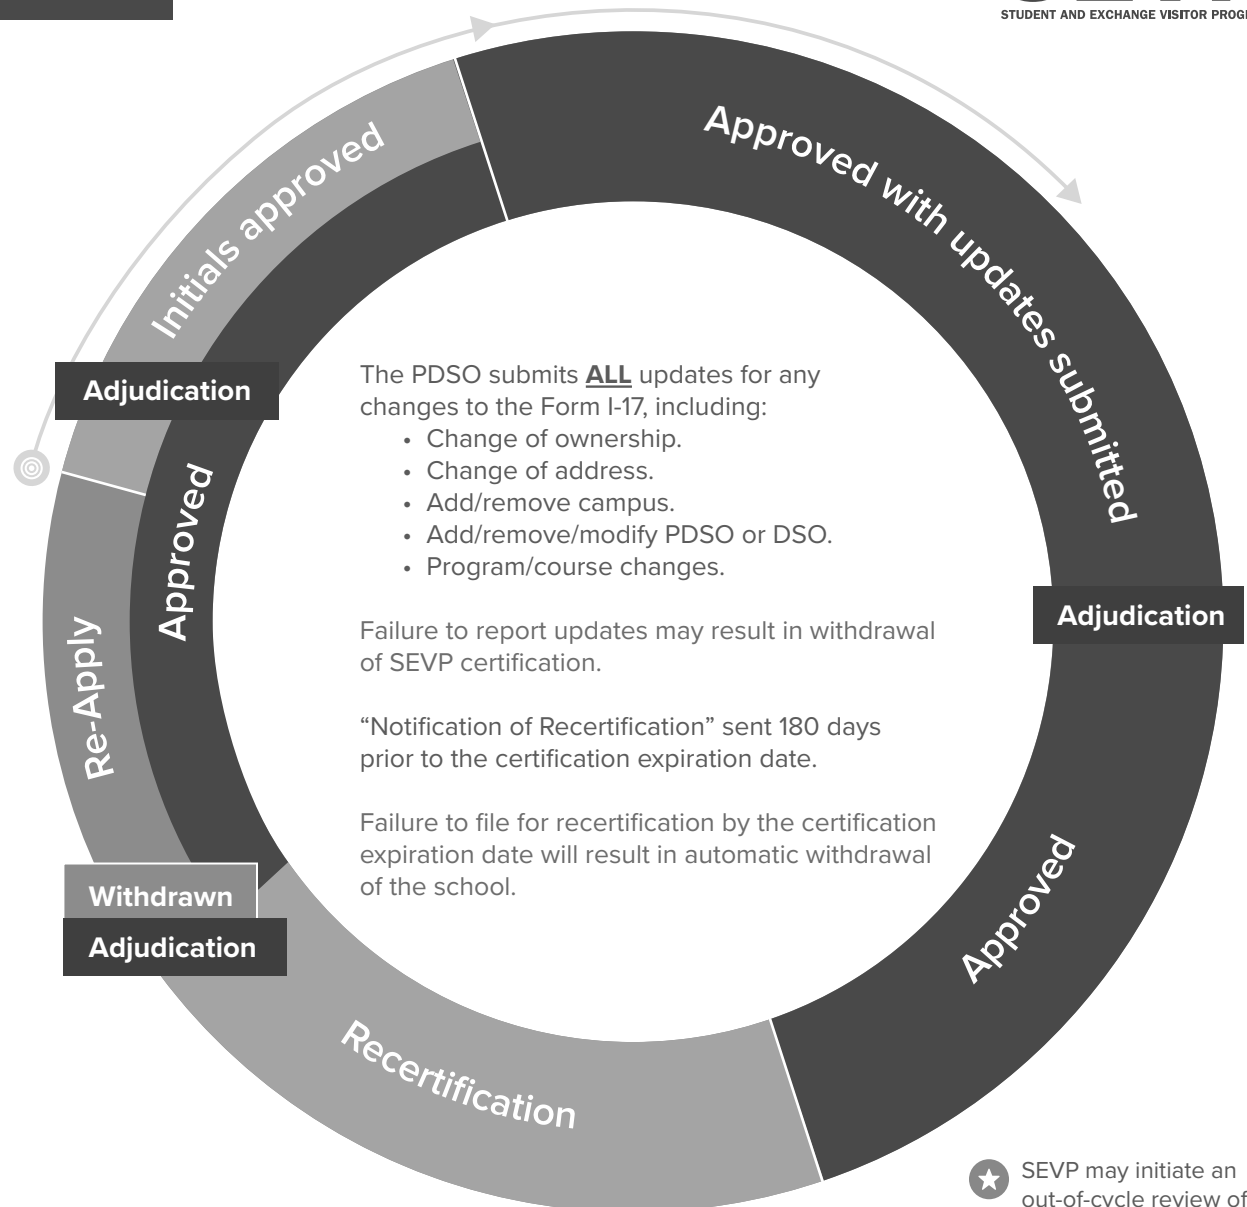 STUDENT AND EXCHANGE VISITOR
Initials approved
Approved with updates submitted
Adjudication
The PDSO submits ALL updates for any
changes to the Form I-17, including:
• Change of ownership.
• Change of address.
• Add/remove campus.
• Add/remove/modify PDSO or DSO.
• Program/course changes.
Approved
Re-Apply
Failure to report updates may result in withdrawal
of SEVP certification.
Adjudication
“Notification of Recertification” sent 180 days
prior to the certification expiration date.
Failure to file for recertification by the certification
expiration date will result in automatic withdrawal
of the school.
Approved
Withdrawn
Adjudication
Recertification
SEVP may initiate an
out-of-cycle review of